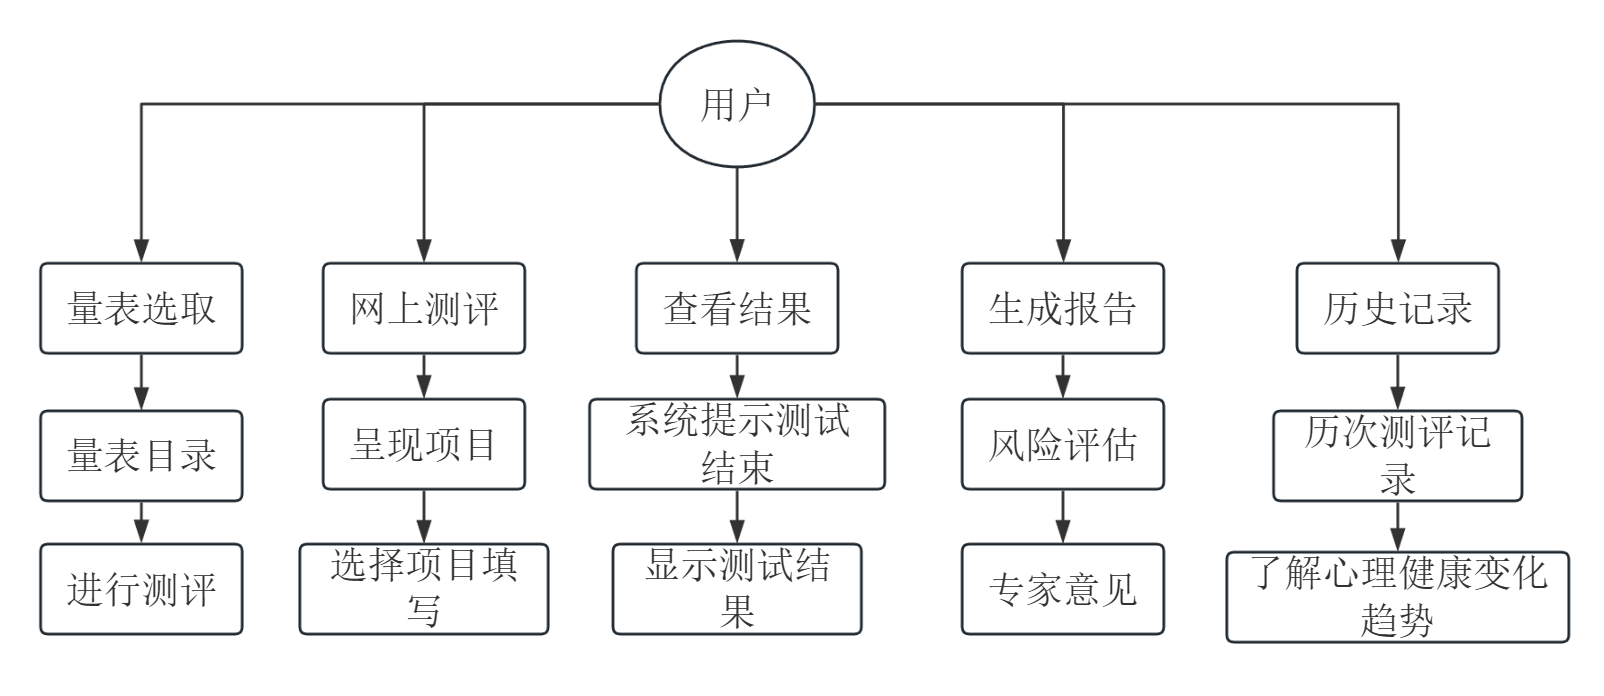 用户
量表选取
网上测评
查看结果
生成报告
历史记录
量表目录
呈现项目
系统提示测试
结束
风险评估
历次测评记
录
进行测评
选择项目填
写
显示测试结
果
专家意见
了解心理健康变化
趋势